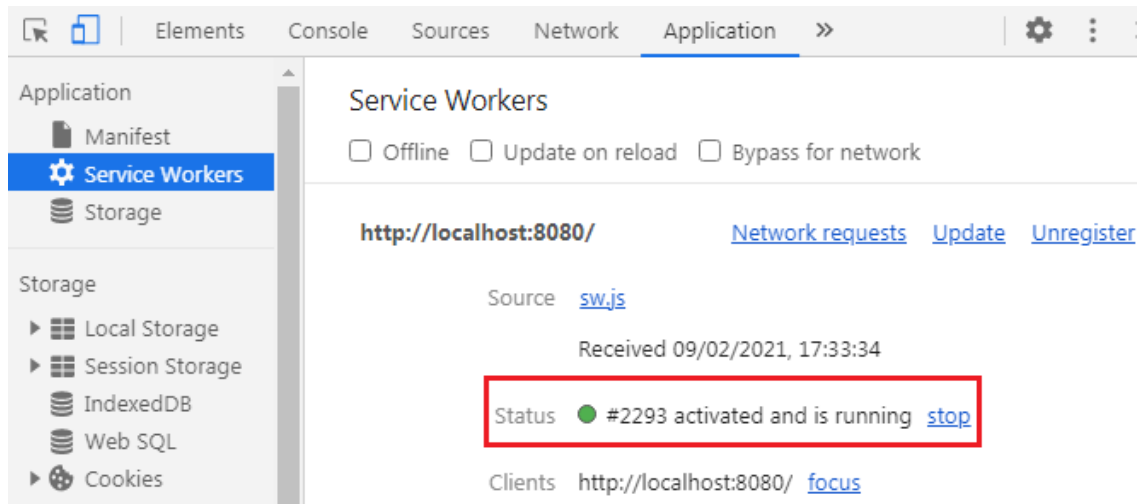 Elements Console Sources Network Application »
Application
Manifest
Service Workers
Storage
Storage
Local Storage
Session Storage
IndexedDB
Web SQL
Cookies
Service Workers
Offline Update on reload Bypass for network
http://localhost:8080/ Network requests Update Unregister
Source sw.js
Received 09/02/2021, 17:33:34
Status #2293 activated and is running stop
Clients http://localhost:8080/ focus